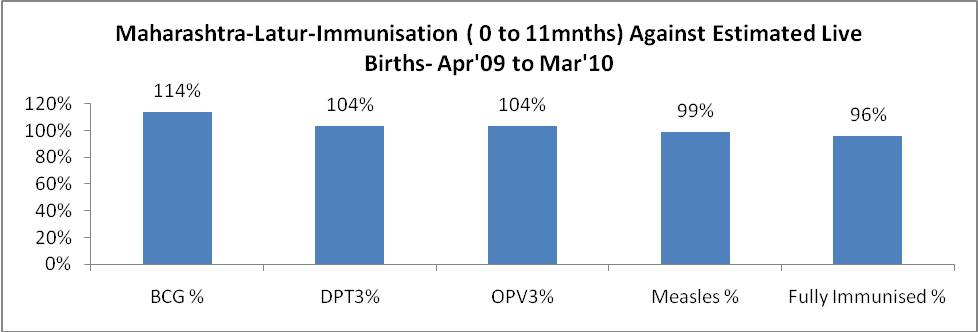 Maharashtra-Latur-Immunisation ( 0 to 11mnths) Against Estimated Live
Births- Apr'09 to Mar'10
114%
104%
104%
99%
96%
120%
100%
80%
60%
40%
20%
0%
BCG %
DPT3%
OPV3%
Measles %
Fully Immunised %